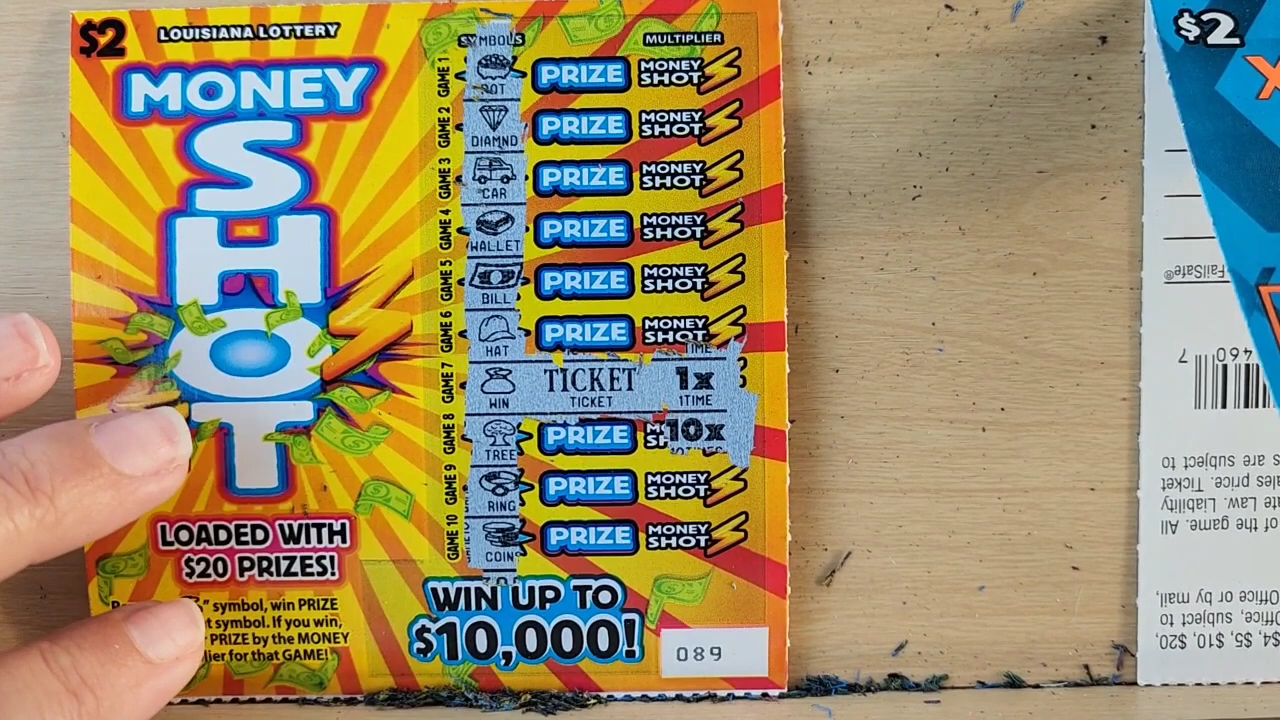 $2 LOUISIANA LOTTERY
MONEY
SHOT
LOADED WITH
$20 PRIZES!
" symbol, win PRIZE
symbol. If you win,
PRIZE by the MONEY
for that GAME!
SYMBOLS MULTIPLIER
GAME 1 POT PRIZE MONEY SHOT
GAME 2 DIAMND PRIZE MONEY SHOT
GAME 3 CAR PRIZE MONEY SHOT
GAME 4 WALLET PRIZE MONEY SHOT
GAME 5 BILL PRIZE MONEY SHOT
GAME 6 HAT PRIZE MONEY SHOT
TIME
GAME 7 WIN TICKET 1X
TICKET 1TIME
GAME 8 TREE PRIZE 10X
GAME 9 RING PRIZE MONEY SHOT
GAME 10 COINS PRIZE MONEY SHOT
WIN UP TO
$10,000!
089
$2
X
FailSafe®
460 7
of the game. All
Law. Liability
sales price. Ticket
s are subject to
$4, $5, $10, $20,
Office, subject to
Office or by mail,